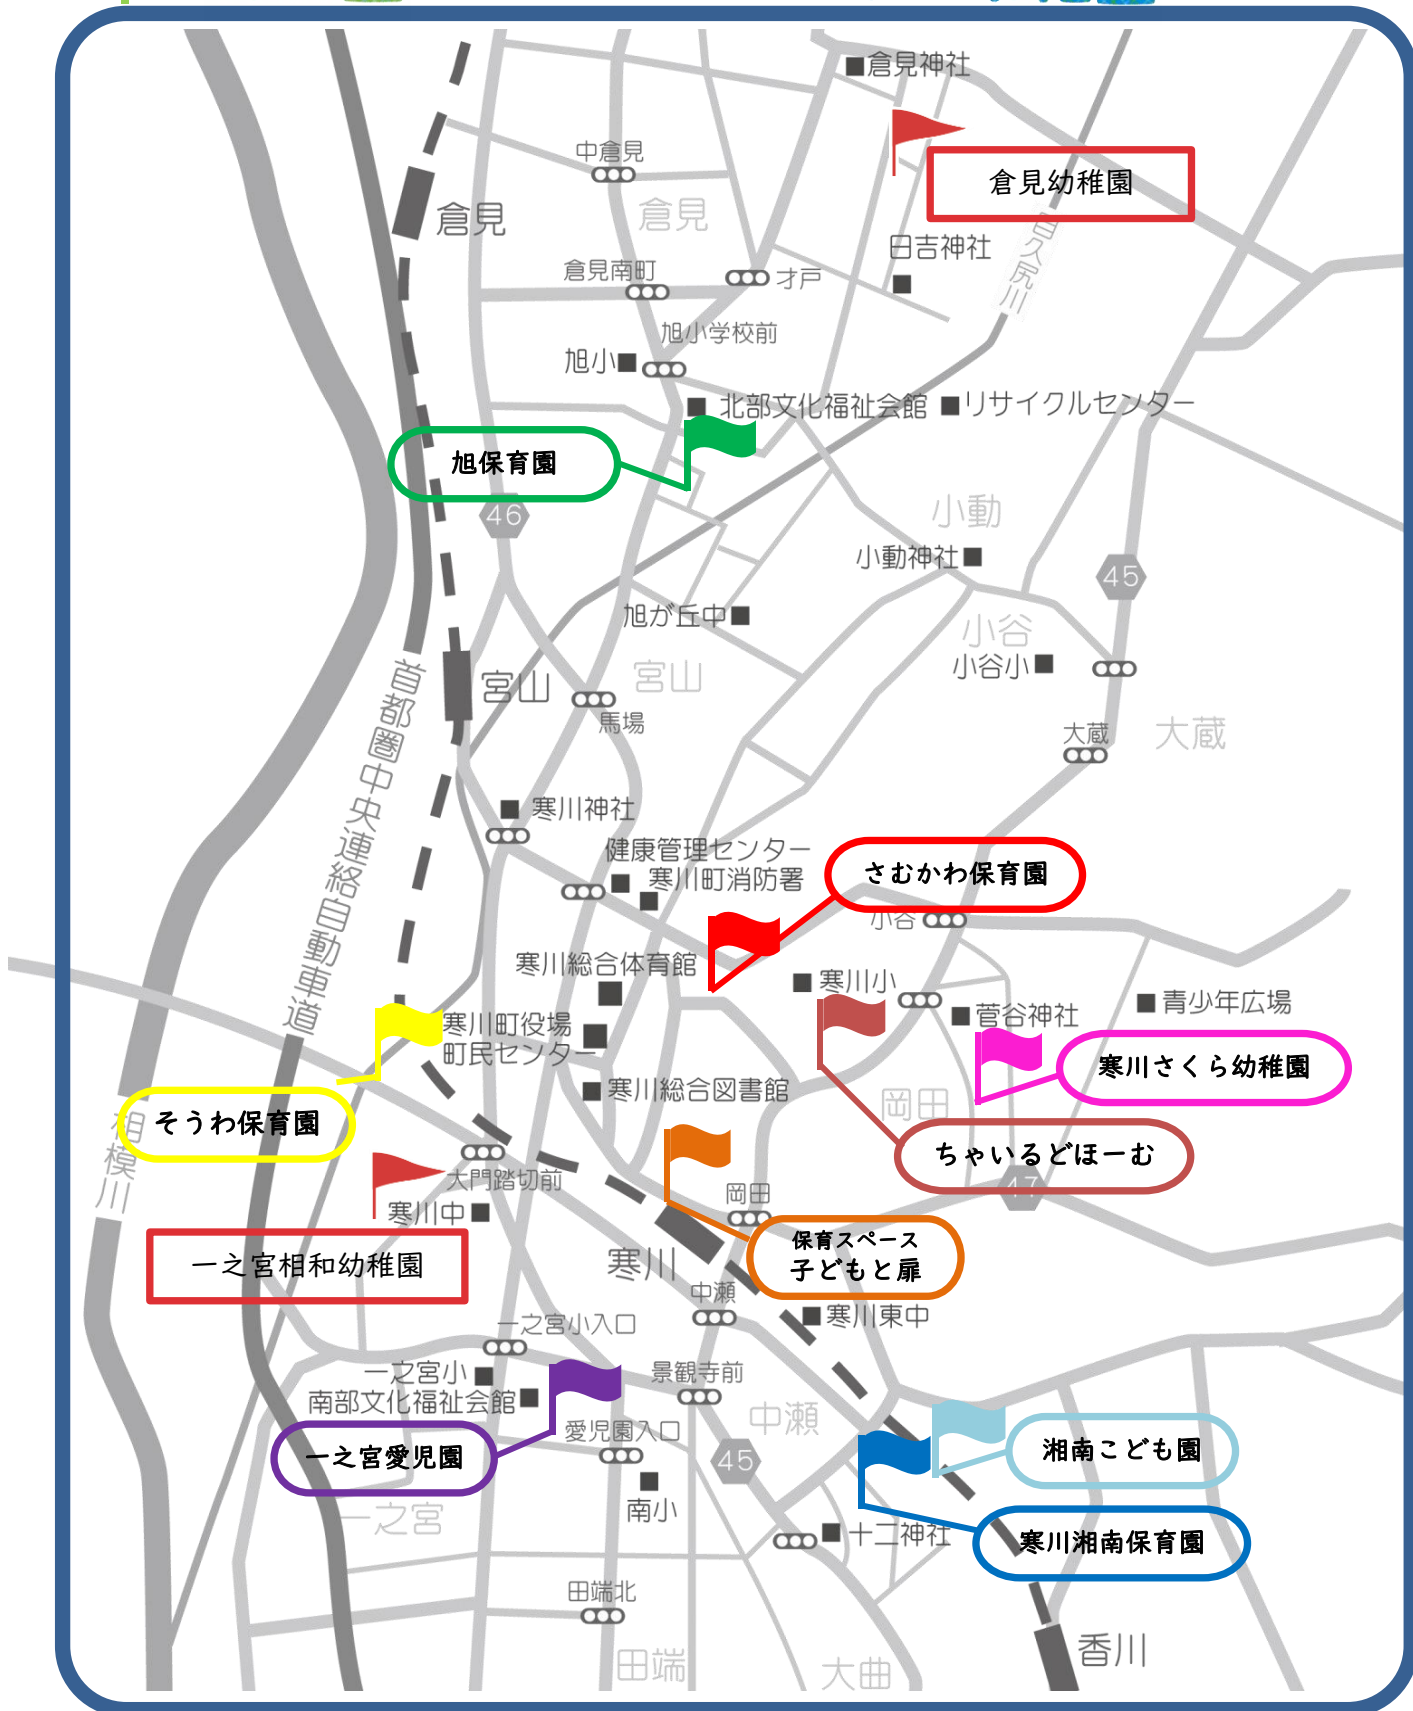 倉見神社
中倉見
倉見幼稚園
倉見
倉見
日吉神社
目久尻川
倉見南町
才戸
旭小学校前
旭小
北部文化福祉会館
リサイクルセンター
旭保育園
46
小動
小動神社
45
旭が丘中
小谷
小谷小
宮山
宮山
首都圏中央連絡自動車道
馬場
大蔵
大蔵
寒川神社
健康管理センター
寒川町消防署
さむかわ保育園
小谷
寒川総合体育館
寒川小
菅谷神社
青少年広場
寒川町役場
町民センター
寒川さくら幼稚園
寒川総合図書館
岡田
そうわ保育園
相模川
ちゃいるどほーむ
大門踏切前
47
岡田
寒川中
保育スペース
子どもと扉
一之宮相和幼稚園
寒川
中瀬
寒川東中
一之宮小入口
一之宮小
景観寺前
南部文化福祉会館
中瀬
愛児園入口
湘南こども園
一之宮愛児園
45
南小
一之宮
十二神社
寒川湘南保育園
田端北
田端
大曲
香川